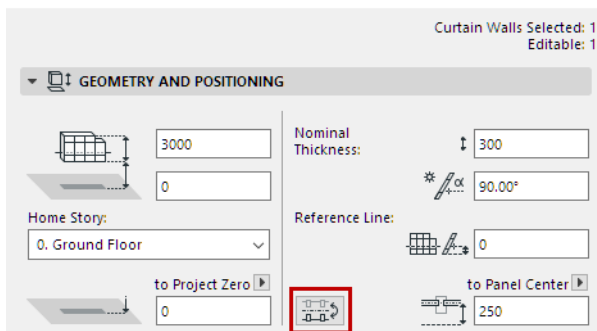 Curtain Walls Selected: 1
Editable: 1
GEOMETRY AND POSITIONING
3000
0
Home Story:
0. Ground Floor
to Project Zero
0
Nominal
Thickness:
300
α
90.00°
Reference Line:
0
to Panel Center
250